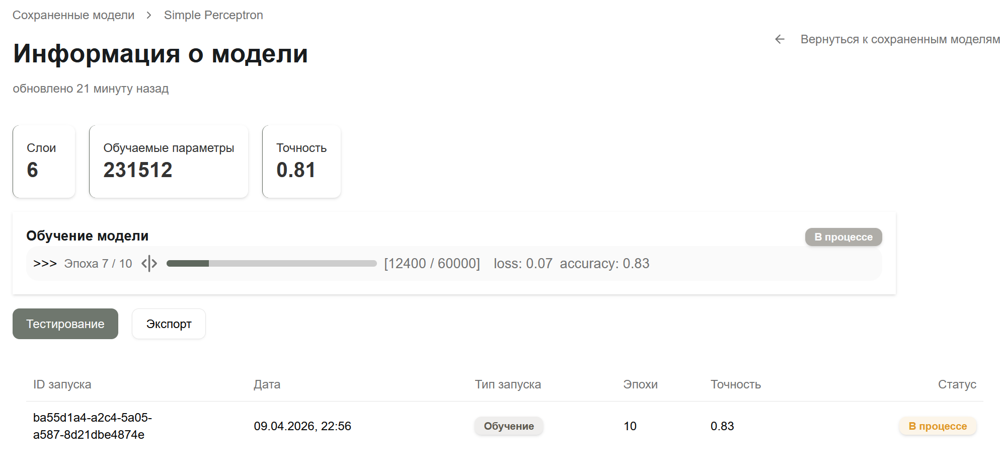 Сохраненные модели > Simple Perceptron
← Вернуться к сохраненным моделям
Информация о модели
обновлено 21 минуту назад
Слои
6
Обучаемые параметры
231512
Точность
0.81
Обучение модели
В процессе
>>> Эпоха 7 / 10 [12400 / 60000] loss: 0.07 accuracy: 0.83
Тестирование
Экспорт
ID запуска Дата Тип запуска Эпохи Точность Статус
ba55d1a4-a2c4-5a05-
a587-8d21dbe4874e
09.04.2026, 22:56 Обучение 10 0.83 В процессе